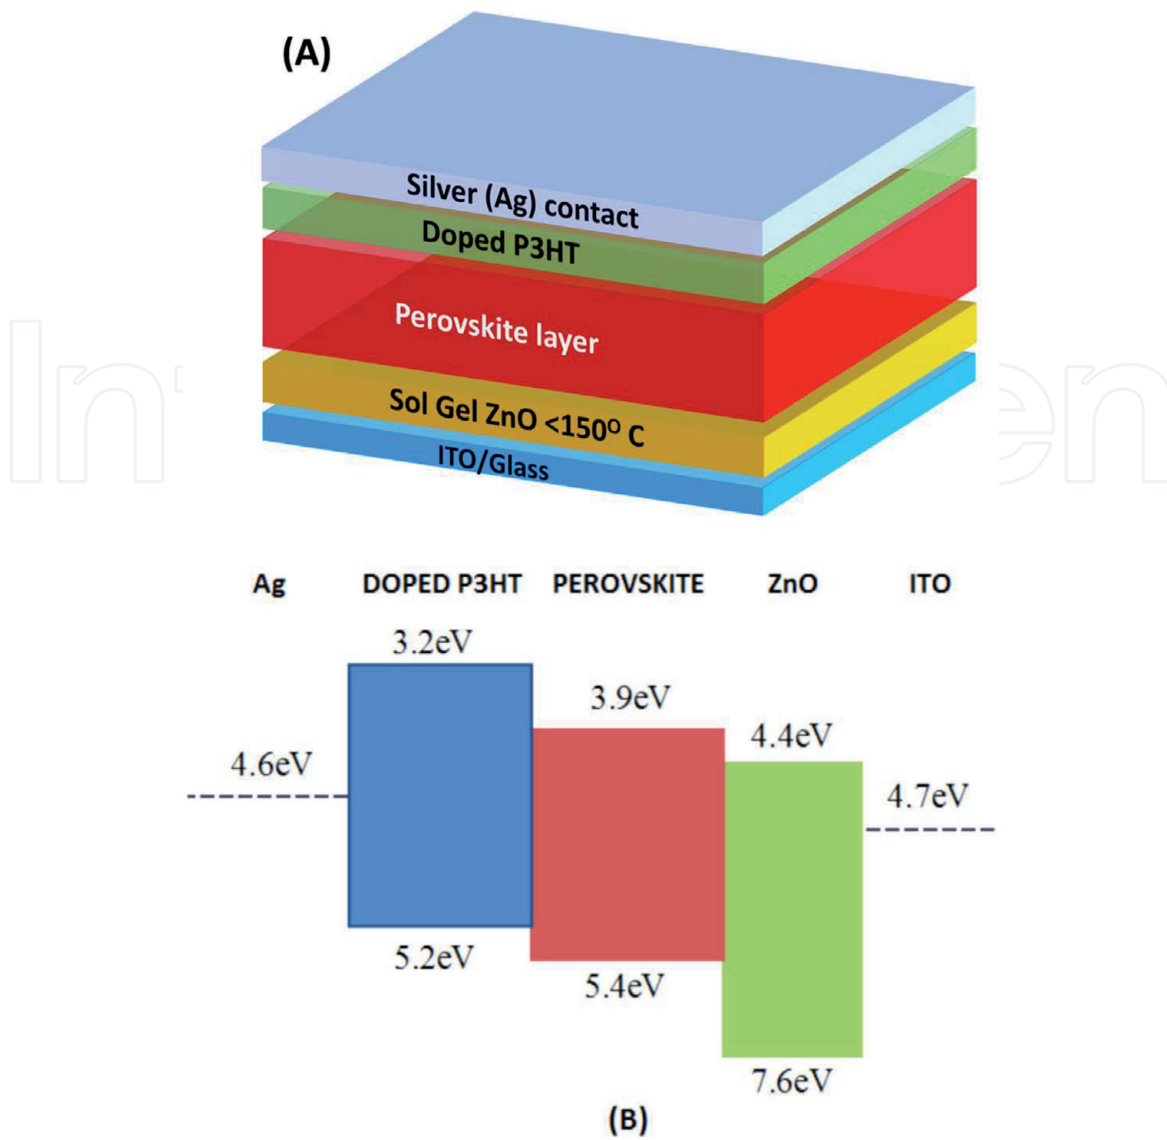 (A)
Silver (Ag) contact
Doped P3HT
Perovskite layer
Sol Gel ZnO <150⁰ C
ITO/Glass
Ag DOPED P3HT PEROVSKITE ZnO ITO
3.2eV
3.9eV
4.4eV
4.6eV
4.7eV
5.2eV
5.4eV
7.6eV
(B)